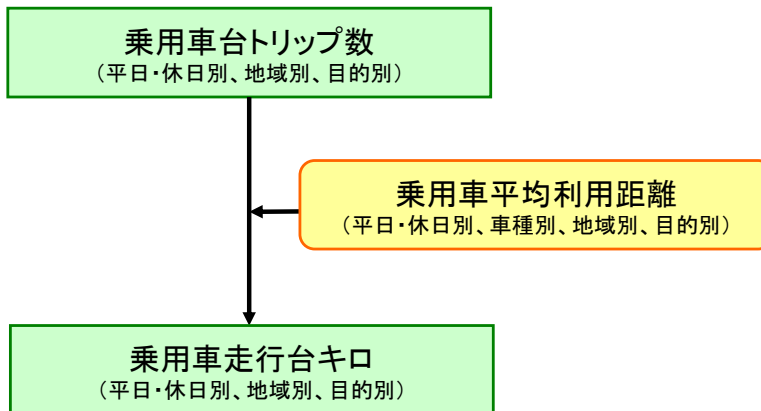 乗用車台トリップ数
（平日・休日別、地域別、目的別）
乗用車平均利用距離
（平日・休日別、車種別、地域別、目的別）
乗用車走行台キロ
（平日・休日別、地域別、目的別）